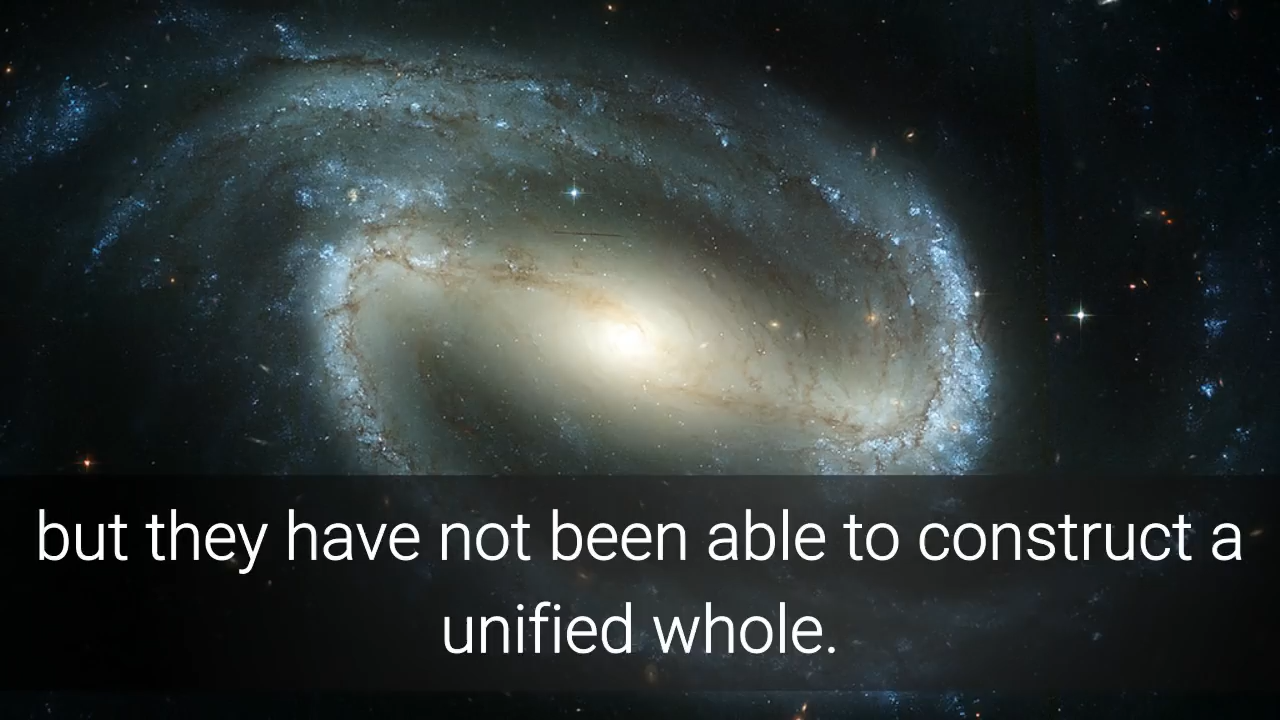 but they have not been able to construct a
unified whole.